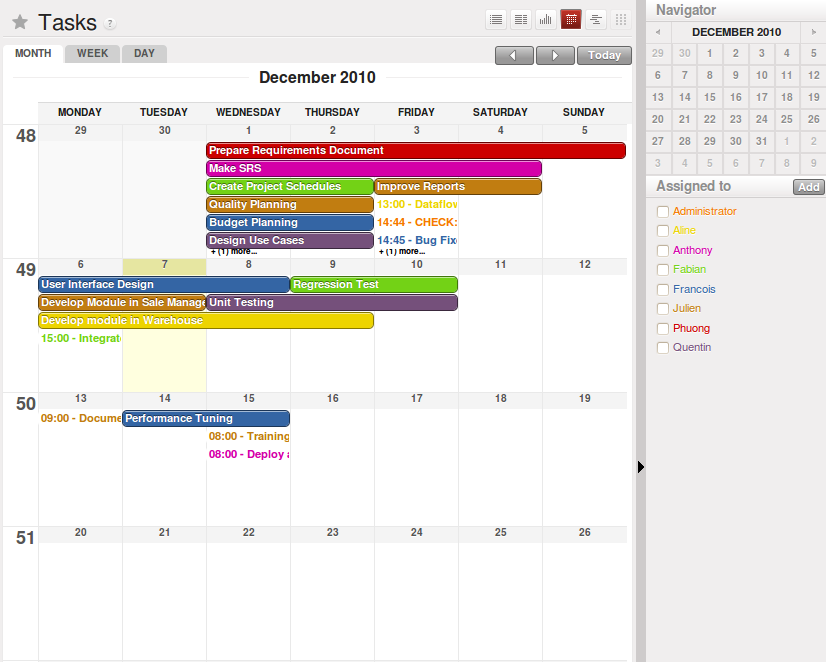 Tasks ?
MONTH WEEK DAY
Today
December 2010
MONDAY TUESDAY WEDNESDAY THURSDAY FRIDAY SATURDAY SUNDAY
48 29 30 1 2 3 4 5
Prepare Requirements Document
Make SRS
Create Project Schedules Improve Reports
Quality Planning 13:00 - Dataflow
Budget Planning 14:44 - CHECK:
Design Use Cases 14:45 - Bug Fix
+ (1) more... + (1) more...
49 6 7 8 9 10 11 12
User Interface Design Regression Test
Develop Module in Sale Manage Unit Testing
Develop module in Warehouse
15:00 - Integrat
50 13 14 15 16 17 18 19
09:00 - Docume Performance Tuning
08:00 - Training
08:00 - Deploy
51 20 21 22 23 24 25 26
Navigator
DECEMBER 2010
29 30 1 2 3 4 5
6 7 8 9 10 11 12
13 14 15 16 17 18 19
20 21 22 23 24 25 26
27 28 29 30 31 1 2
3 4 5 6 7 8 9
Assigned to Add
Administrator
Aline
Anthony
Fabian
Francois
Julien
Phuong
Quentin